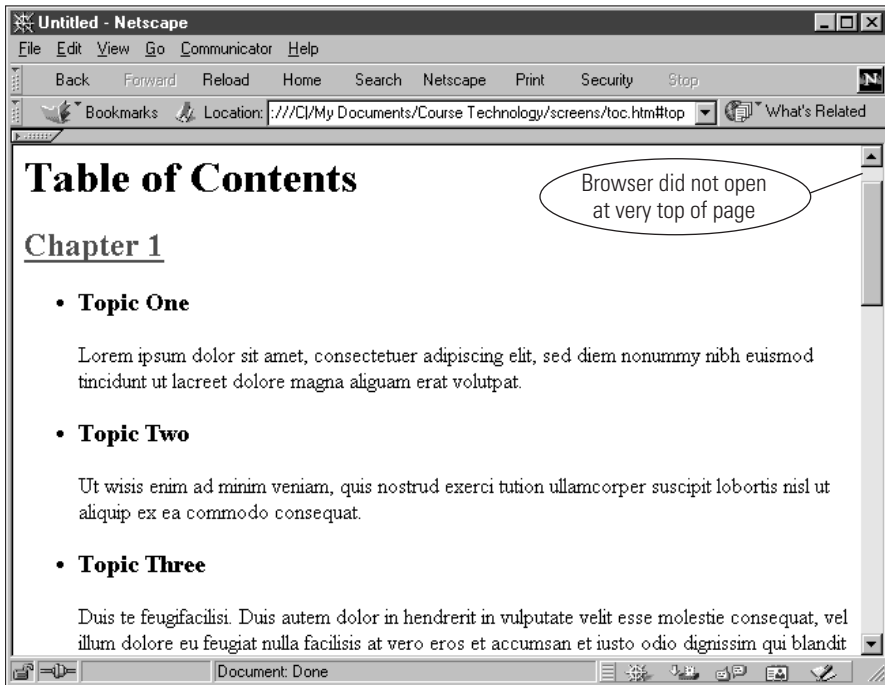 Untitled - Netscape
File Edit View Go Communicator Help
Back Forward Reload Home Search Netscape Print Security Stop
N
Bookmarks Location: :///C|/My Documents/Course Technology/screens/toc.htm#top What's Related
Table of Contents
Browser did not open
at very top of page
Chapter 1
• Topic One
Lorem ipsum dolor sit amet, consectetuer adipiscing elit, sed diem nonummy nibh euismod
tincidunt ut lacreet dolore magna aliguam erat volutpat.
• Topic Two
Ut wisis enim ad minim veniam, quis nostrud exerci tution ullamcorper suscipit lobortis nisl ut
aliquip ex ea commodo consequat.
• Topic Three
Duis te feugifacilisi. Duis autem dolor in hendrerit in vulputate velit esse molestie consequat, vel
illum dolore eu feugiat nulla facilisis at vero eros et accumsan et iusto odio dignissim qui blandit
Document: Done